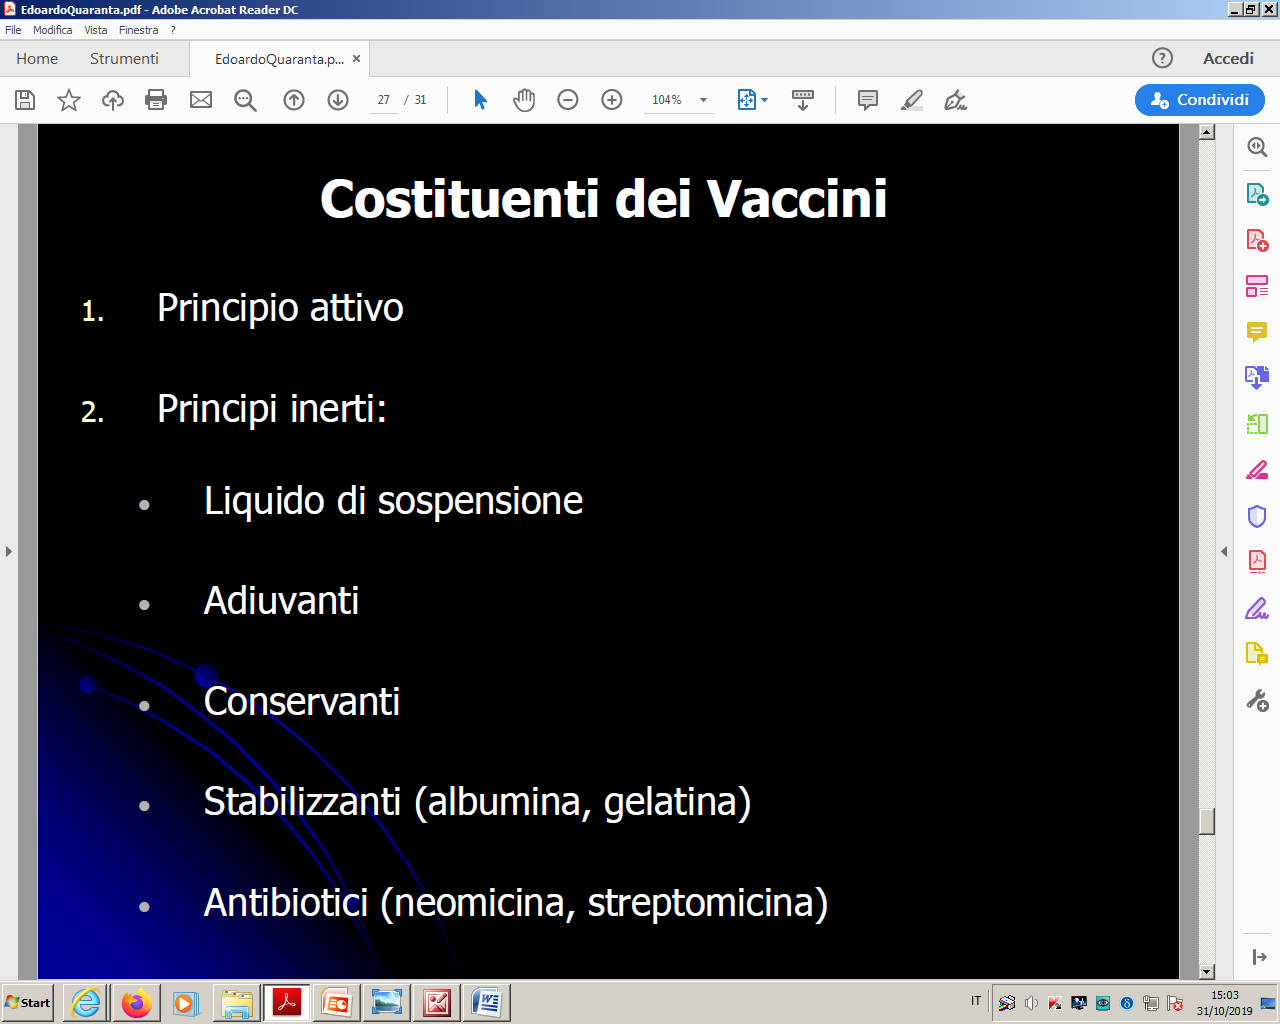 EdoardoQuaranta.pdf - Adobe Acrobat Reader DC
File Modifica Vista Finestra ?
Home Strumenti EdoardoQuaranta.p... × ? Accedi
27 / 31 104% Condividi
Costituenti dei Vaccini
1. Principio attivo
2. Principi inerti:
• Liquido di sospensione
• Adiuvanti
• Conservanti
• Stabilizzanti (albumina, gelatina)
• Antibiotici (neomicina, streptomicina)
Start IT 15:03
31/10/2019